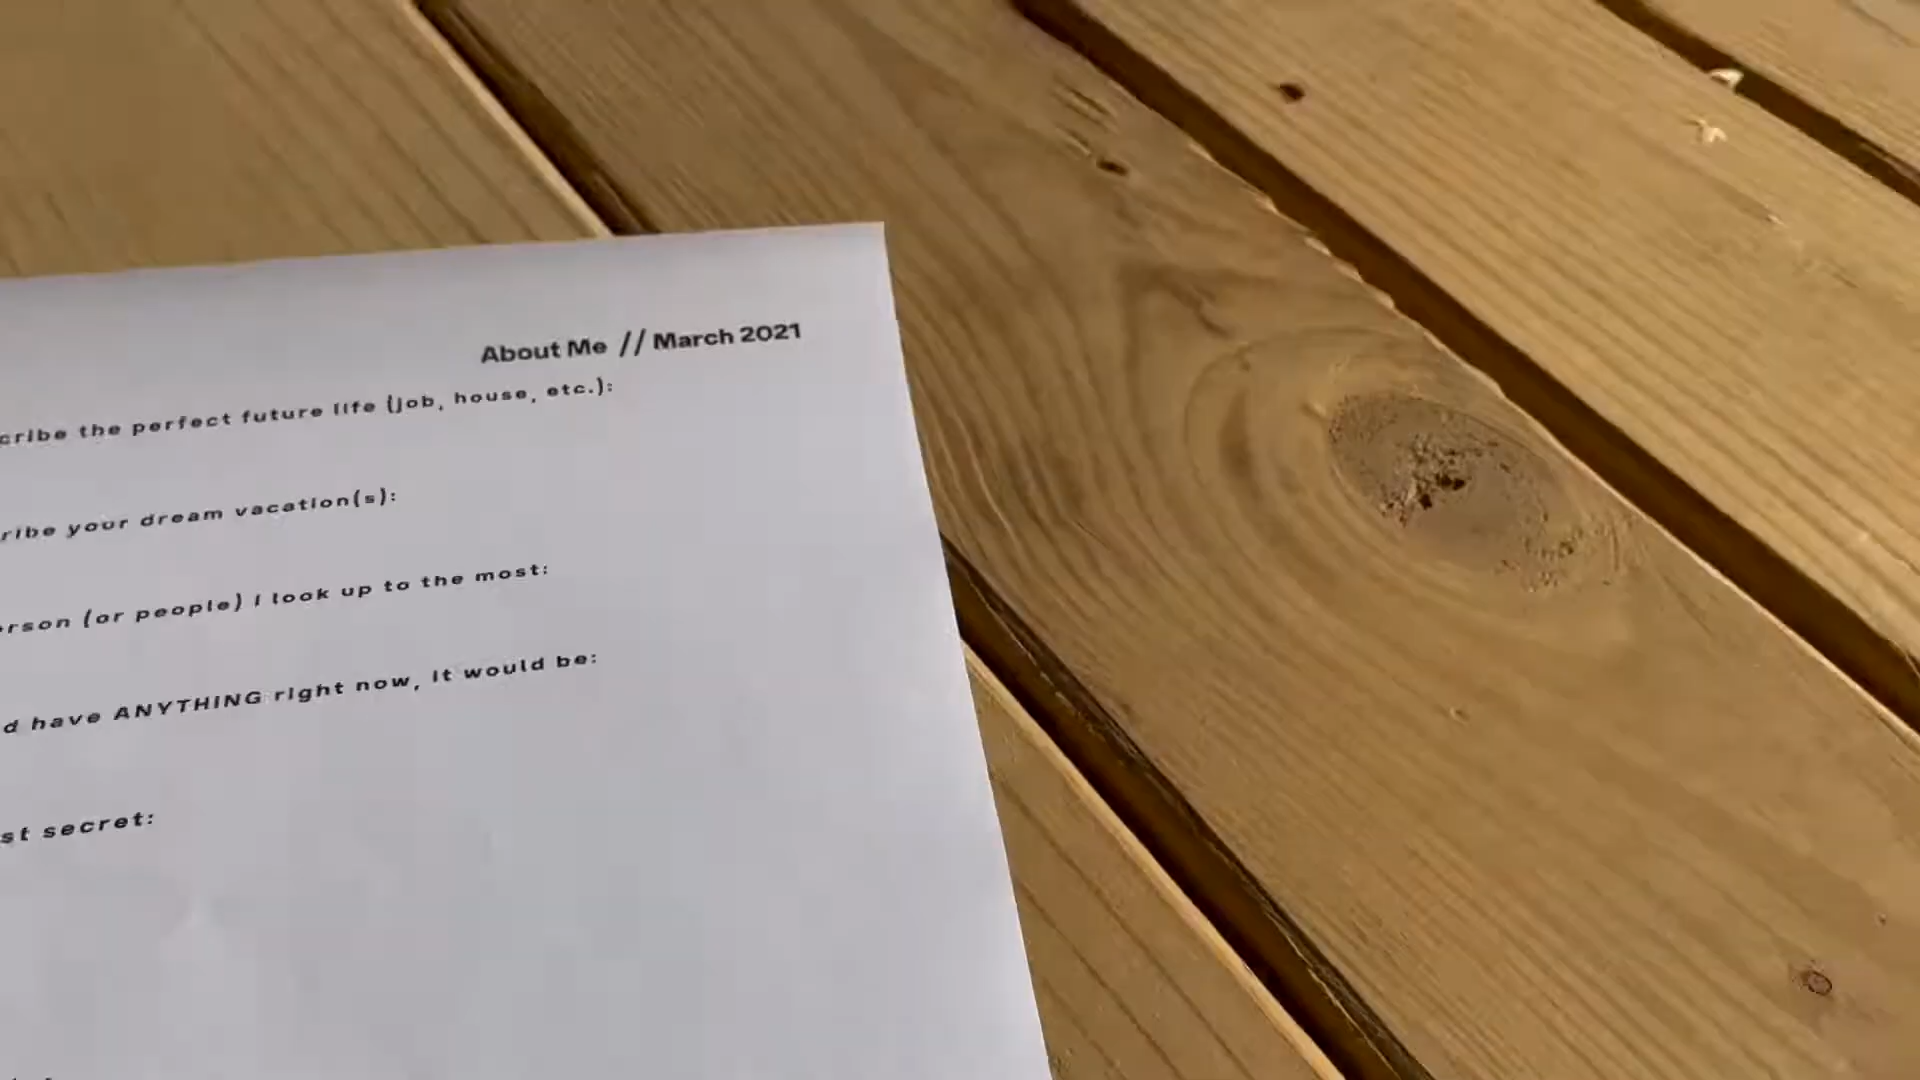 About Me // March 2021
cribe the perfect future life (job, house, etc.):
ribe your dream vacation(s):
erson (or people) I look up to the most:
d have ANYTHING right now, it would be:
st secret: